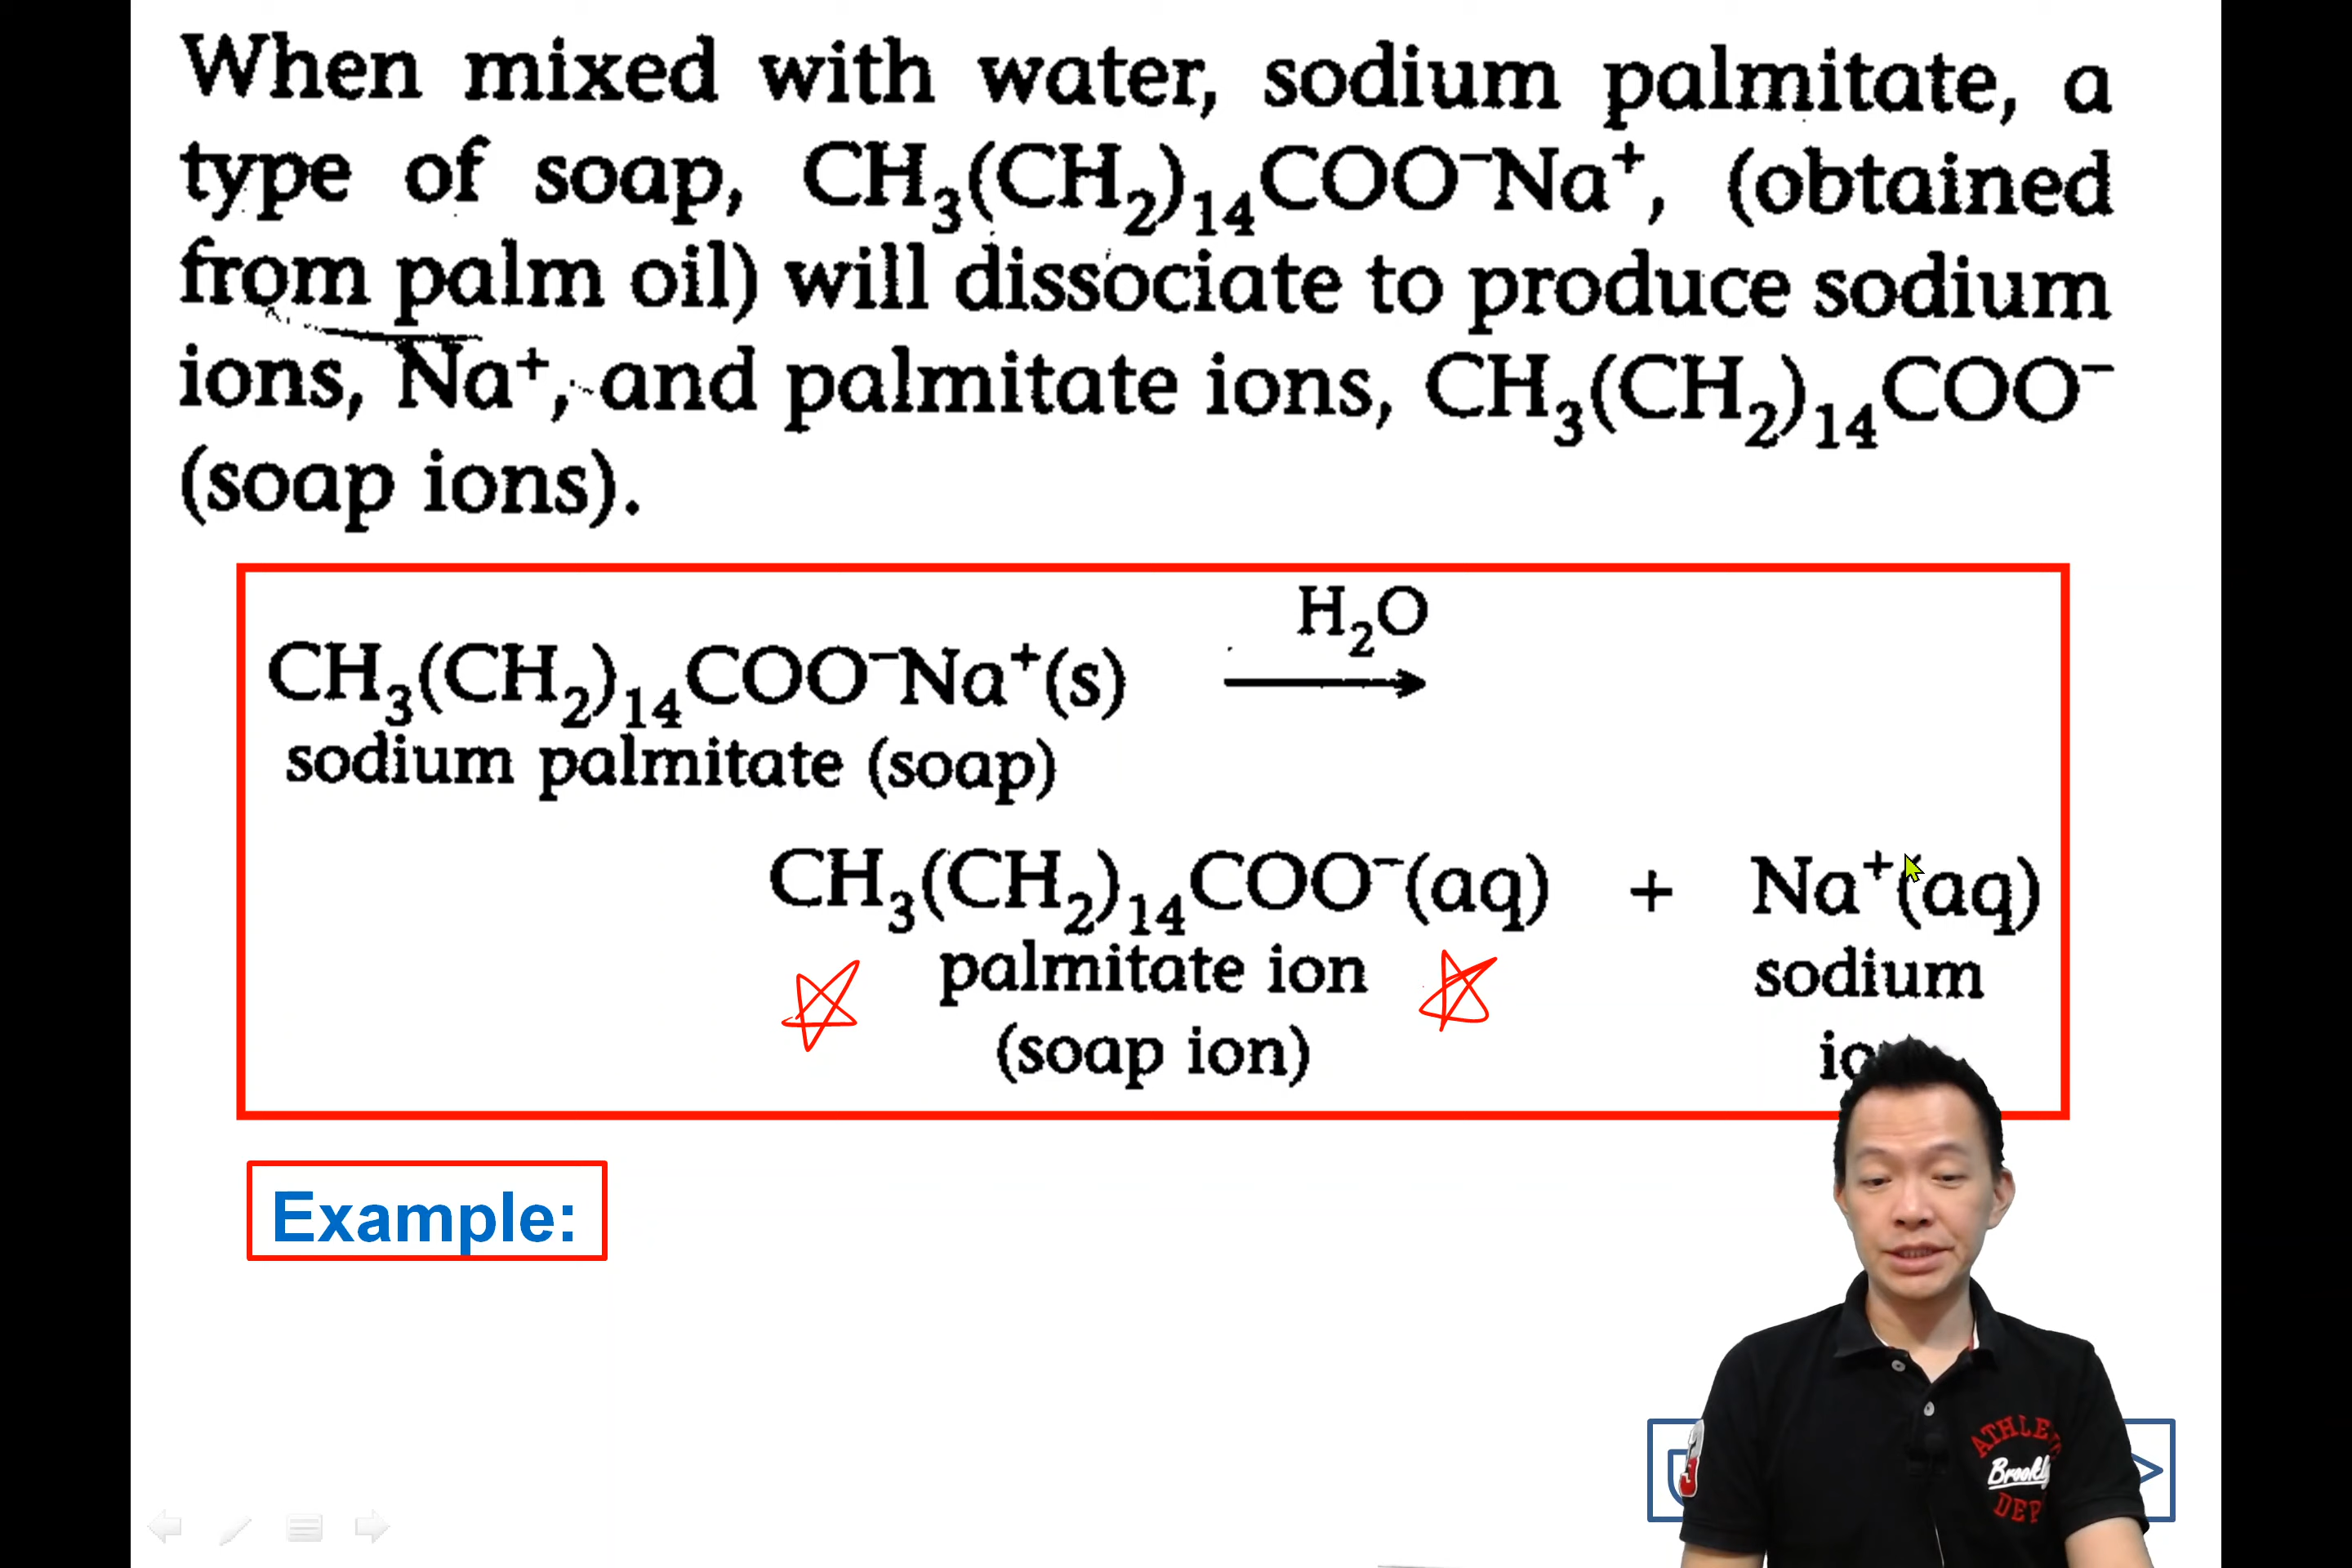 When mixed with water, sodium palmitate, a
type of soap, CH₃(CH₂)₁₄COO⁻Na⁺, (obtained
from palm oil) will dissociate to produce sodium
ions, Na⁺, and palmitate ions, CH₃(CH₂)₁₄COO⁻
(soap ions).
H₂O
CH₃(CH₂)₁₄COO⁻Na⁺(s) →
sodium palmitate (soap)
CH₃(CH₂)₁₄COO⁻(aq) + Na⁺(aq)
palmitate ion sodium
(soap ion)
Example:
DEP